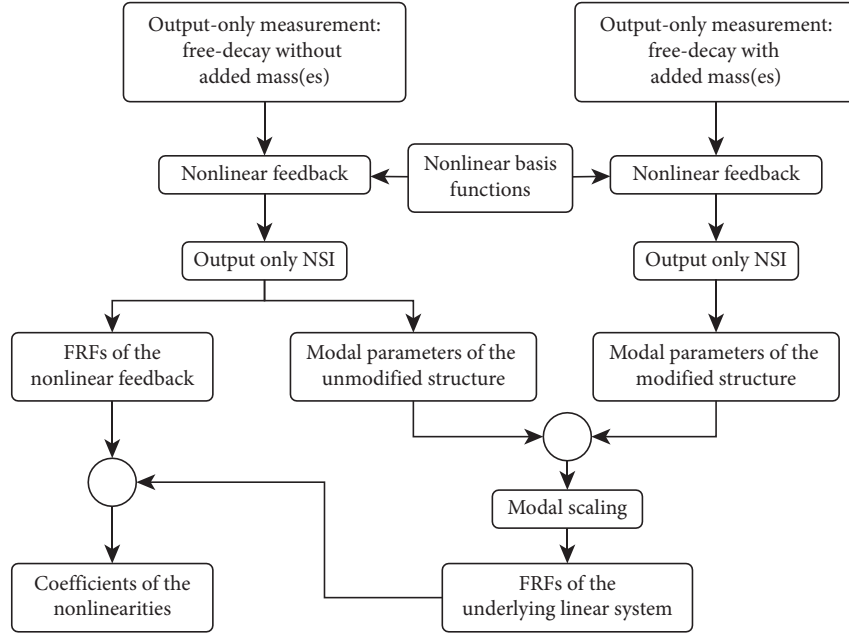 Output-only measurement:
free-decay without
added mass(es)
Output-only measurement:
free-decay with
added mass(es)
Nonlinear feedback
Nonlinear basis
functions
Nonlinear feedback
Output only NSI
Output only NSI
FRFs of the
nonlinear feedback
Modal parameters of the
unmodified structure
Modal parameters of the
modified structure
Modal scaling
Coefficients of the
nonlinearities
FRFs of the
underlying linear system